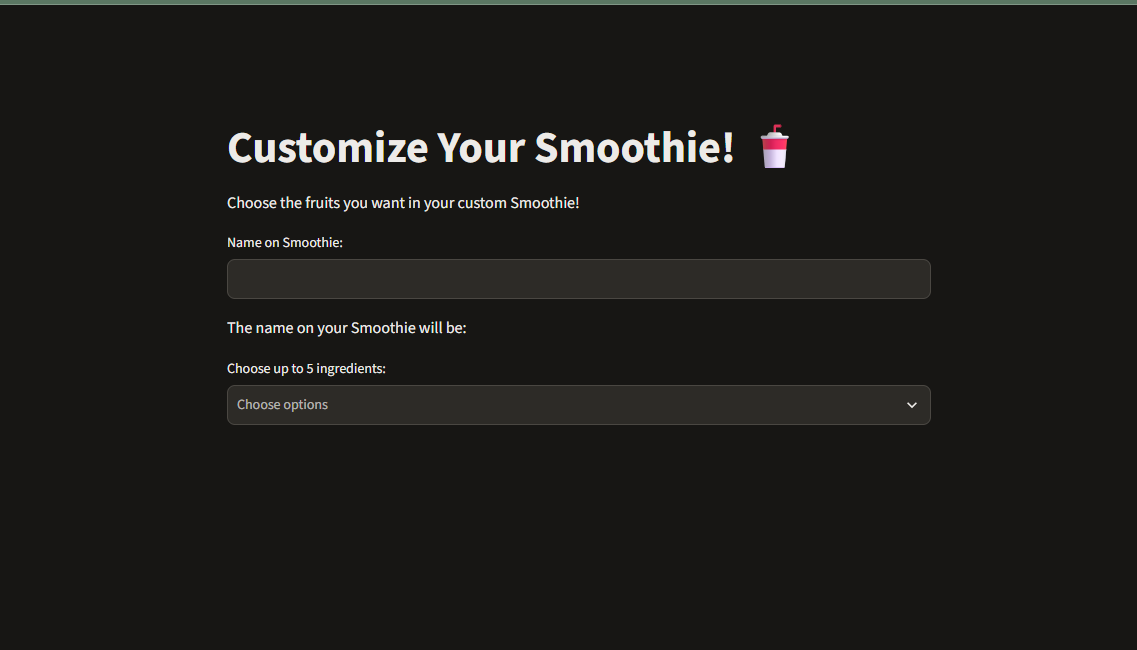 Customize Your Smoothie!
Choose the fruits you want in your custom Smoothie!
Name on Smoothie:
The name on your Smoothie will be:
Choose up to 5 ingredients:
Choose options